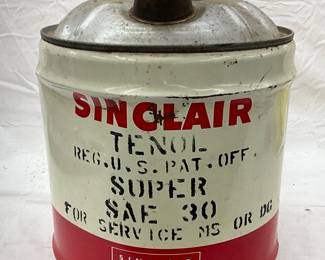 SINCLAIR
TENOL
REG. U.S. PAT. OFF.
SUPER
SAE 30
FOR SERVICE MS OR DG